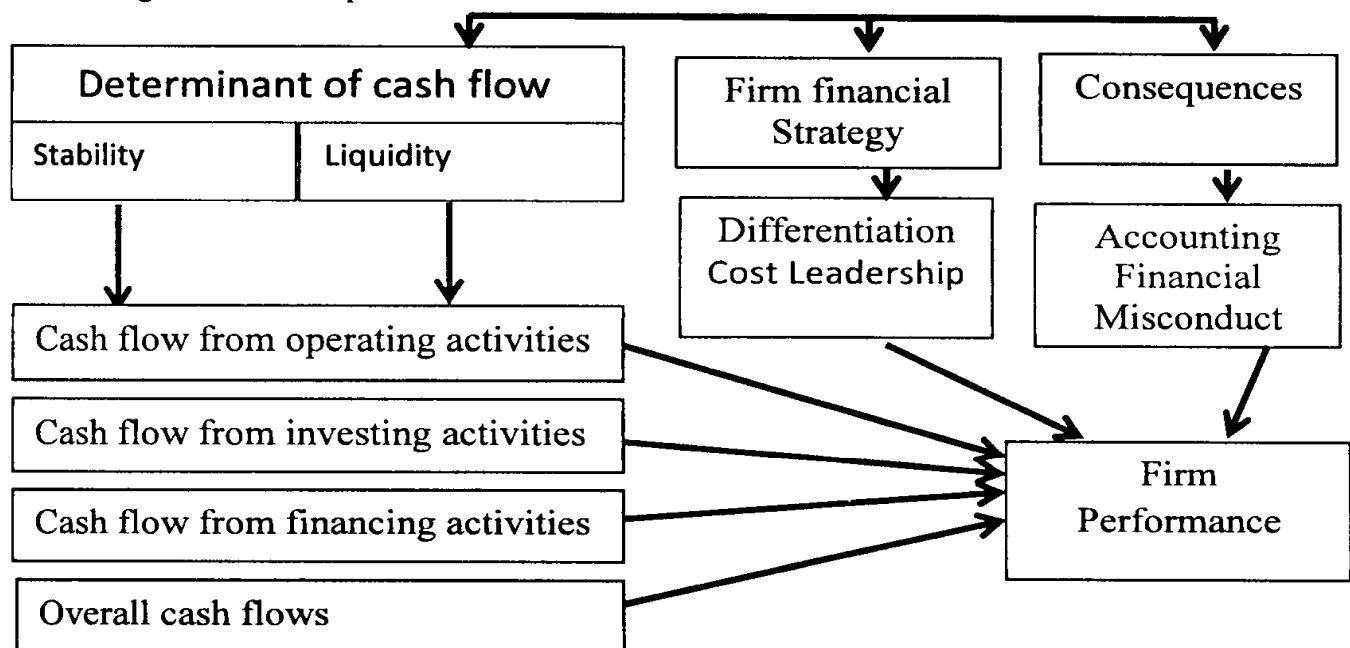 Determinant of cash flow
Stability
Liquidity
Firm financial
Strategy
Consequences
Differentiation
Cost Leadership
Accounting
Financial
Misconduct
Cash flow from operating activities
Cash flow from investing activities
Cash flow from financing activities
Overall cash flows
Firm
Performance